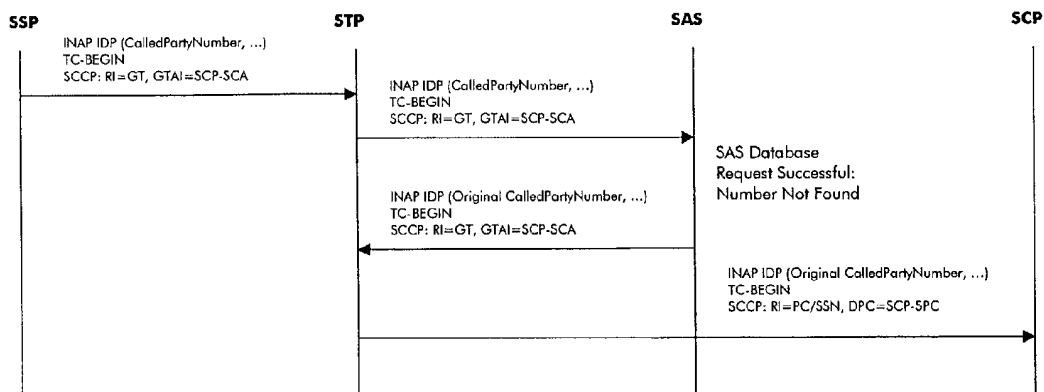 SSP STP SAS SCP
INAP IDP (CalledPartyNumber, ...)
TC-BEGIN
SCCP: RI=GT, GTAI=SCP-SCA
INAP IDP (CalledPartyNumber, ...)
TC-BEGIN
SCCP: RI=GT, GTAI=SCP-SCA
SAS Database
Request Successful:
Number Not Found
INAP IDP (Original CalledPartyNumber, ...)
TC-BEGIN
SCCP: RI=GT, GTAI=SCP-SCA
INAP IDP (Original CalledPartyNumber, ...)
TC-BEGIN
SCCP: RI=PC/SSN, DPC=SCP-SPC